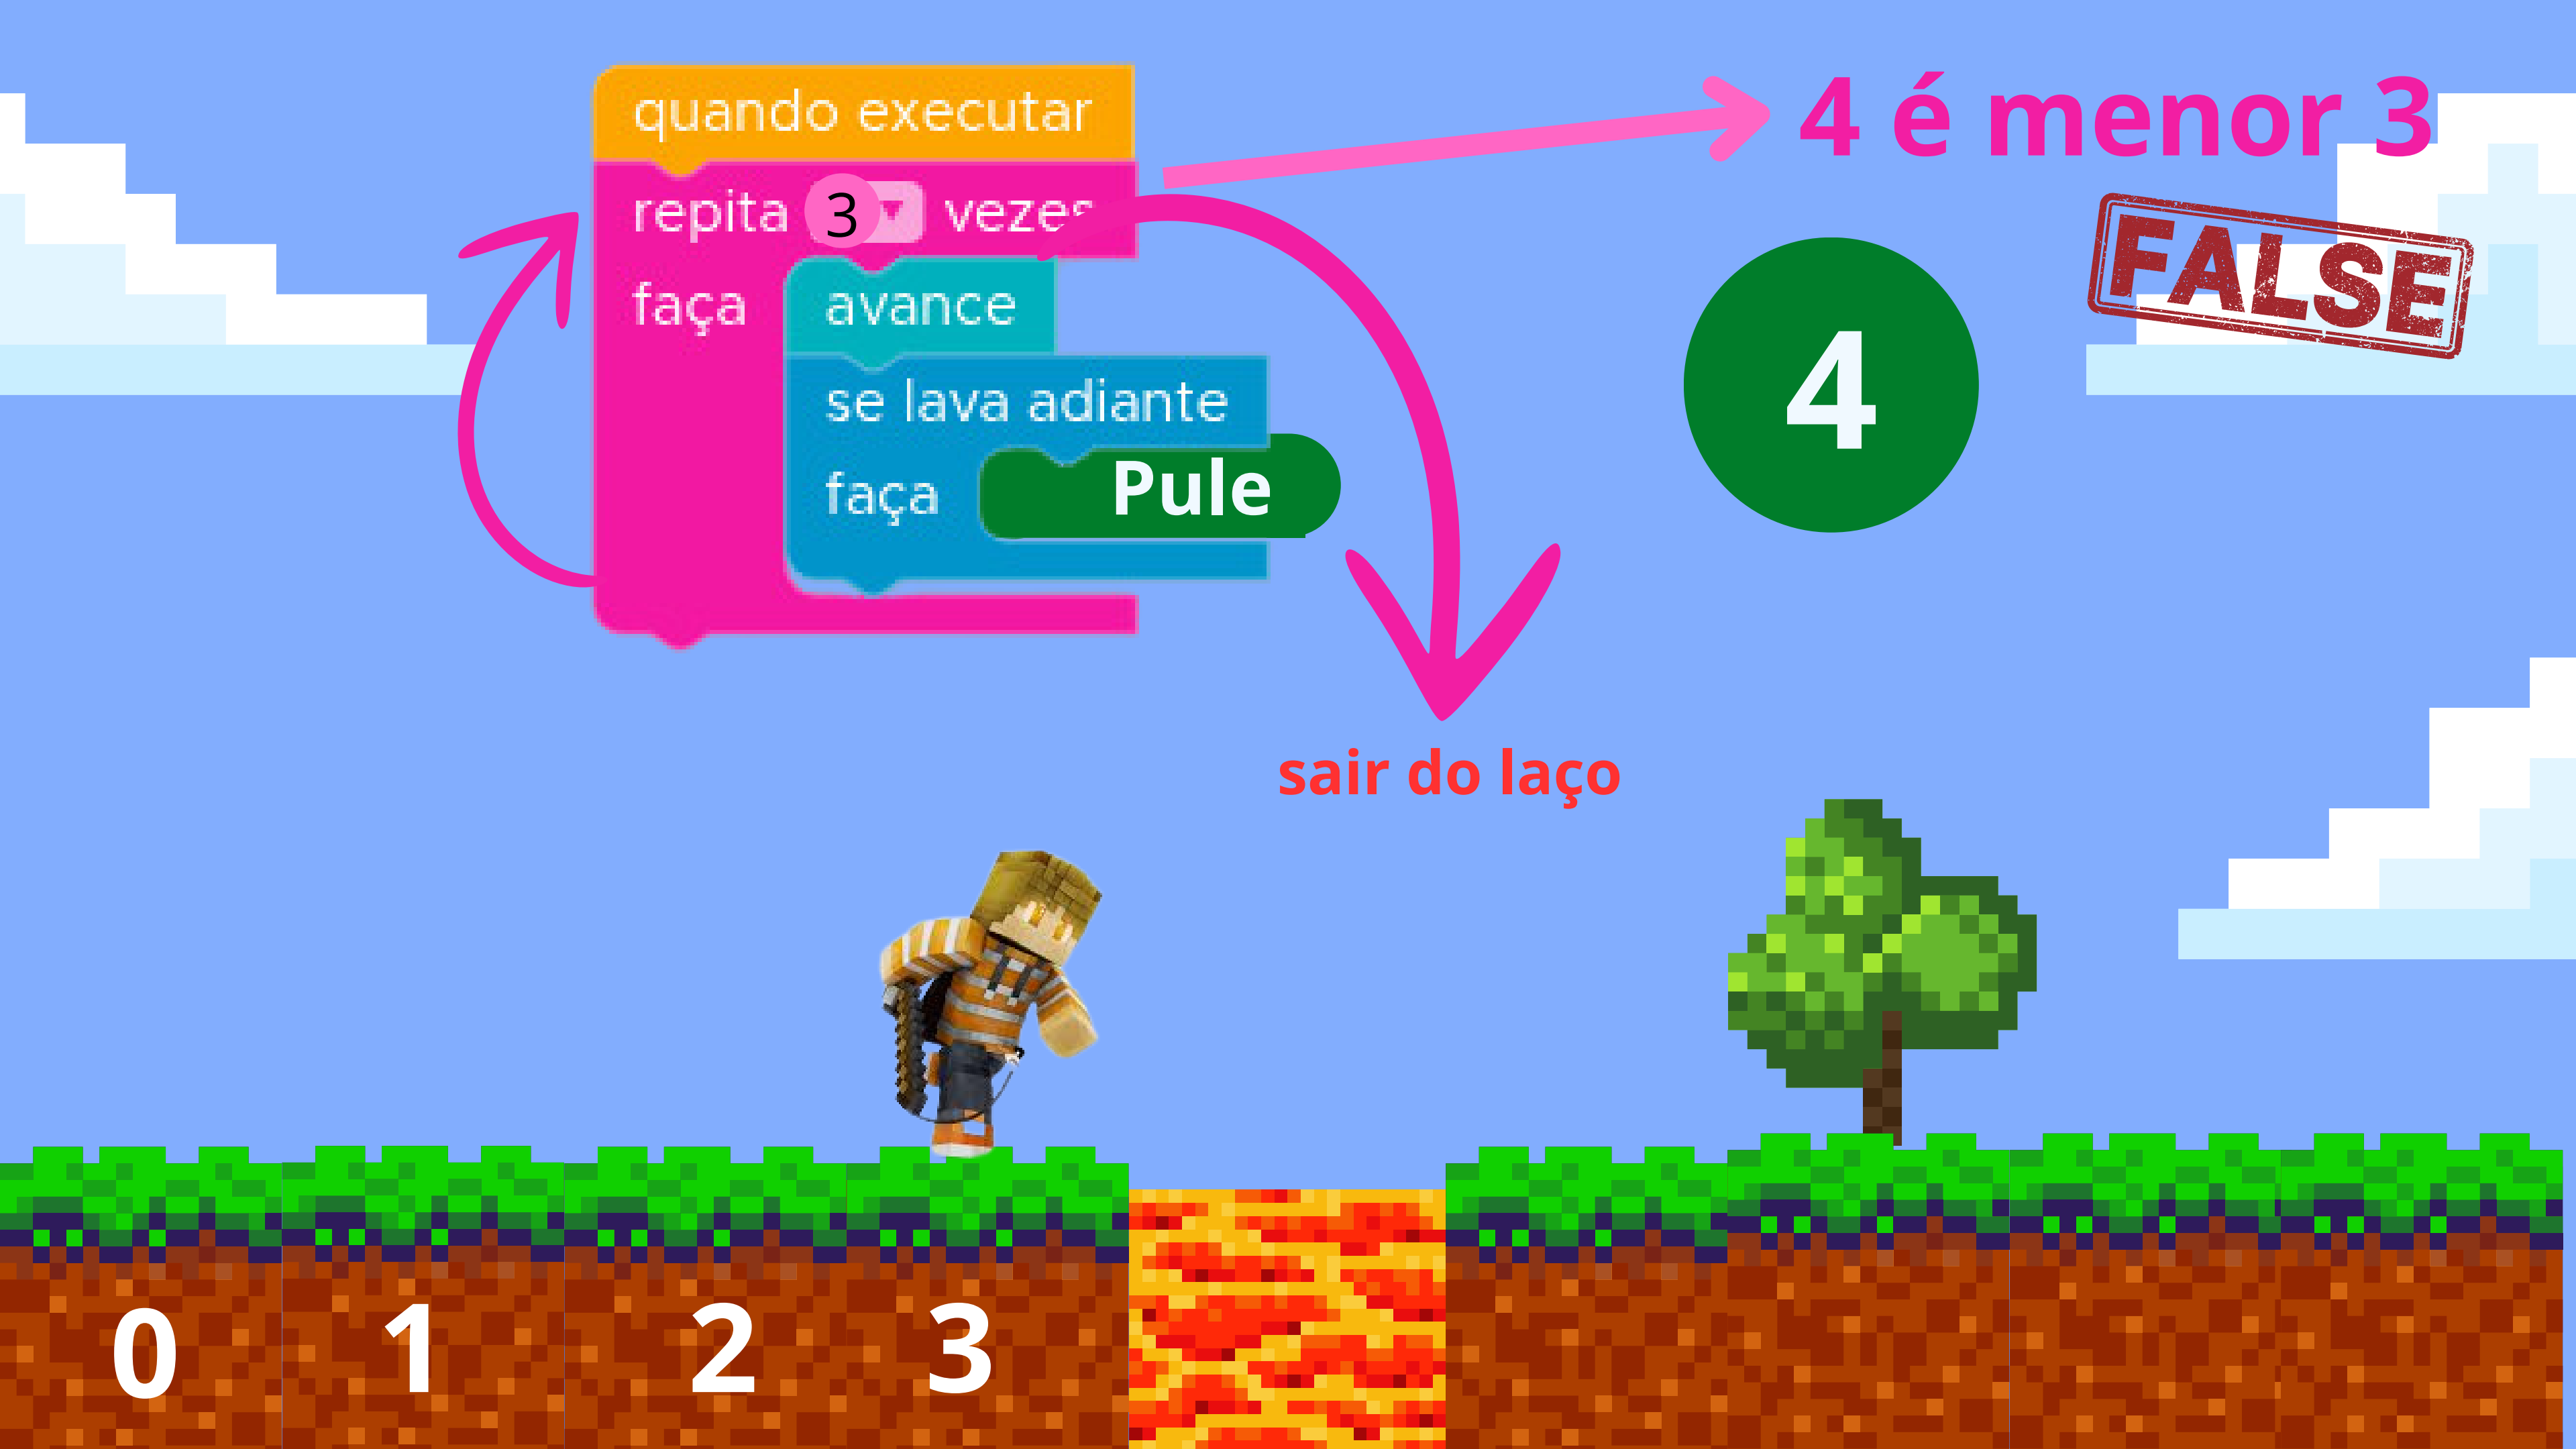 quando executar
4 é menor 3
repita 3 vezes
FALSE
faça avance
4
se lava adiante
faça Pule
sair do laço
0 1 2 3